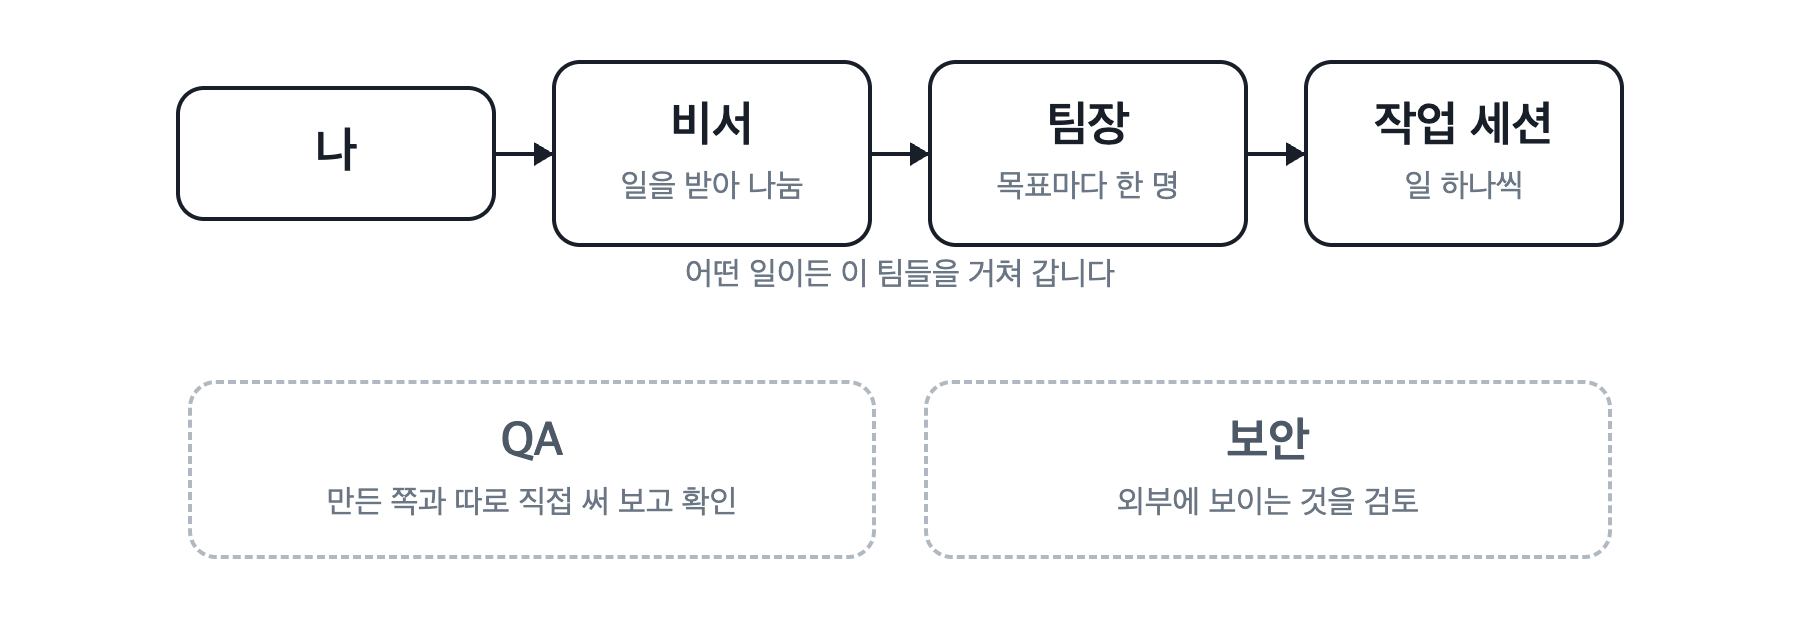 나
비서
일을 받아 나눔
팀장
목표마다 한 명
작업 세션
일 하나씩
어떤 일이든 이 팀들을 거쳐 갑니다
QA
만든 쪽과 따로 직접 써 보고 확인
보안
외부에 보이는 것을 검토